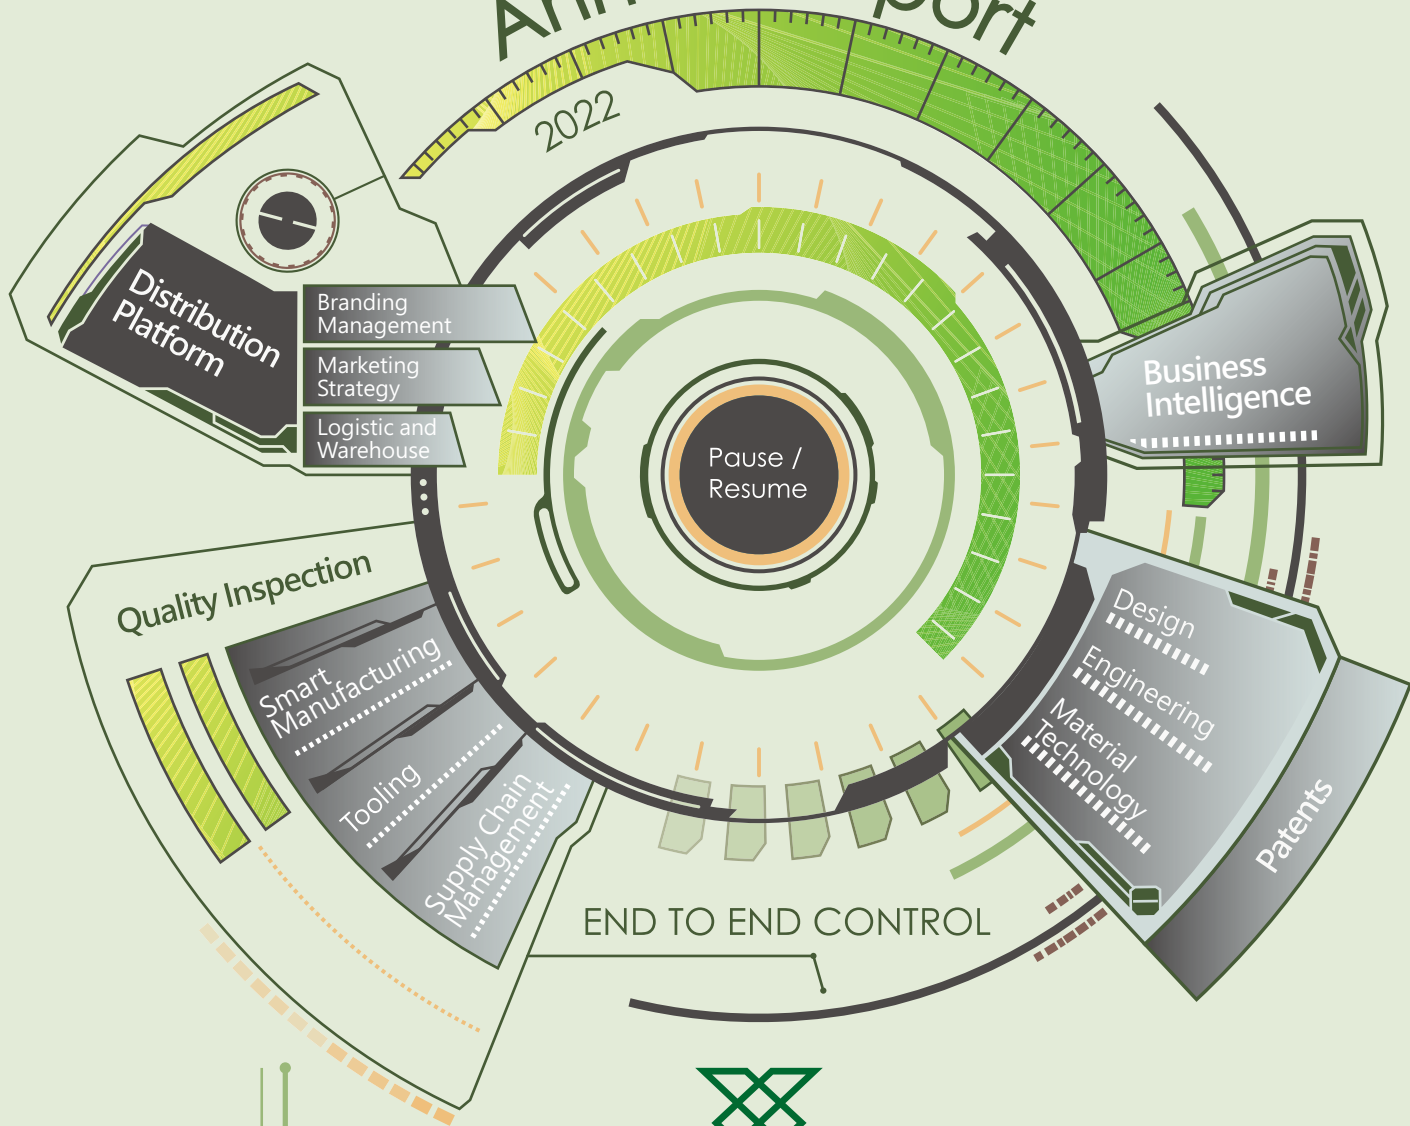 2022
Distribution
Platform
Branding
Management
Marketing
Strategy
Logistic and
Warehouse
Business
Intelligence
Pause /
Resume
Quality Inspection
Smart
Manufacturing
Tooling
Supply Chain
Management
Design
Engineering
Material
Technology
Patents
END TO END CONTROL